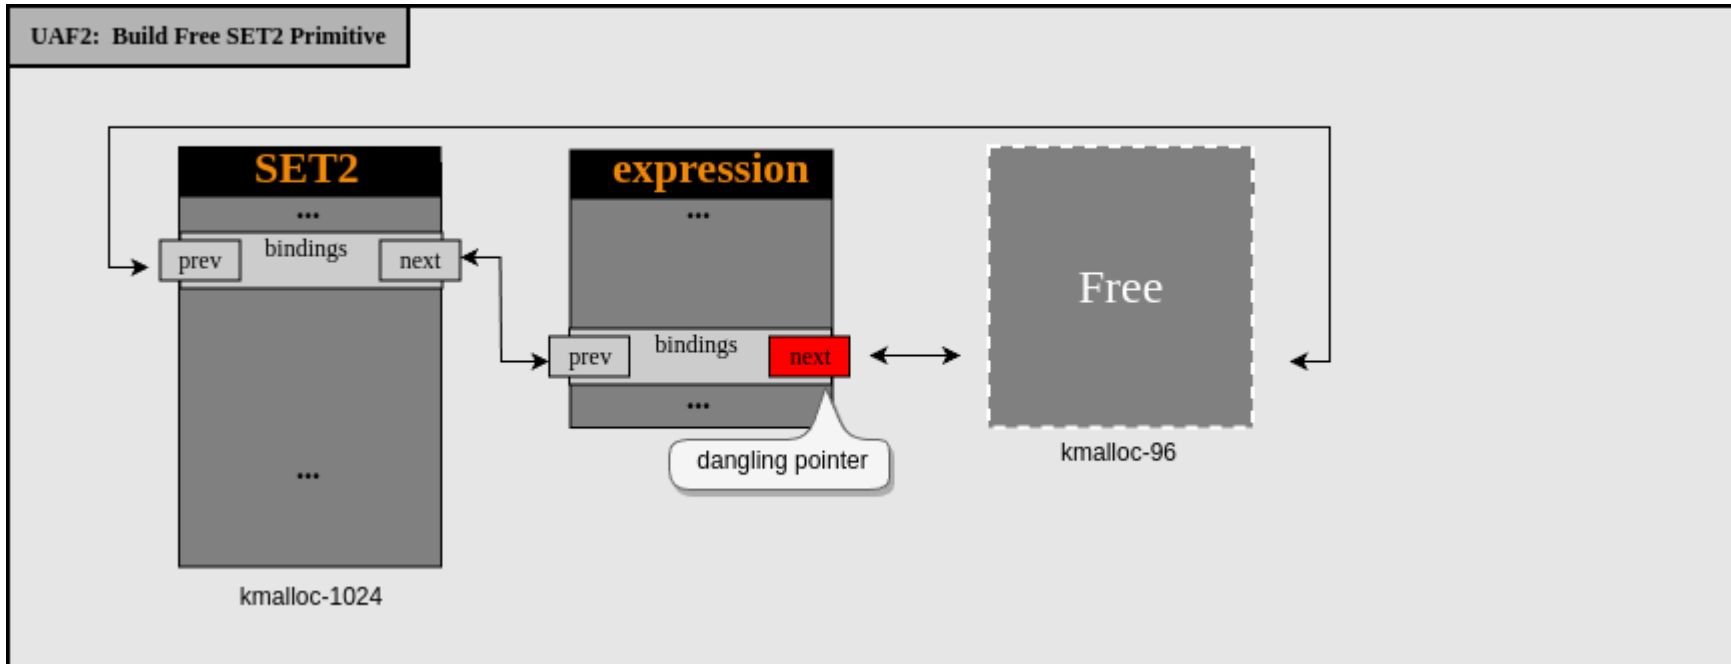 UAF2: Build Free SET2 Primitive
SET2
...
prev bindings next
...
kmalloc-1024
expression
...
prev bindings next
...
dangling pointer
Free
kmalloc-96